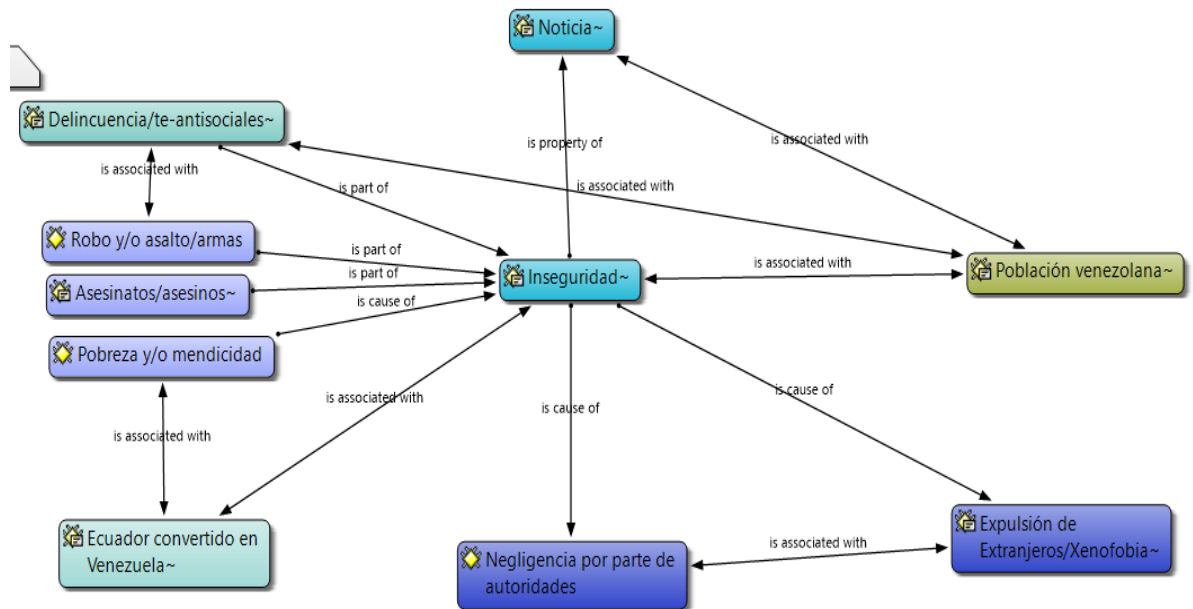 Noticia~
Delincuencia/te-antisociales~
is property of
is associated with
is associated with
is part of
is associated with
Robo y/o asalto/armas
is part of
is associated with
Población venezolana~
is part of
Inseguridad~
Asesinatos/asesinos~
is cause of
Pobreza y/o mendicidad
is associated with
is cause of
is cause of
is associated with
Ecuador convertido en
Venezuela~
Negligencia por parte de
autoridades
is associated with
Expulsión de
Extranjeros/Xenofobia~